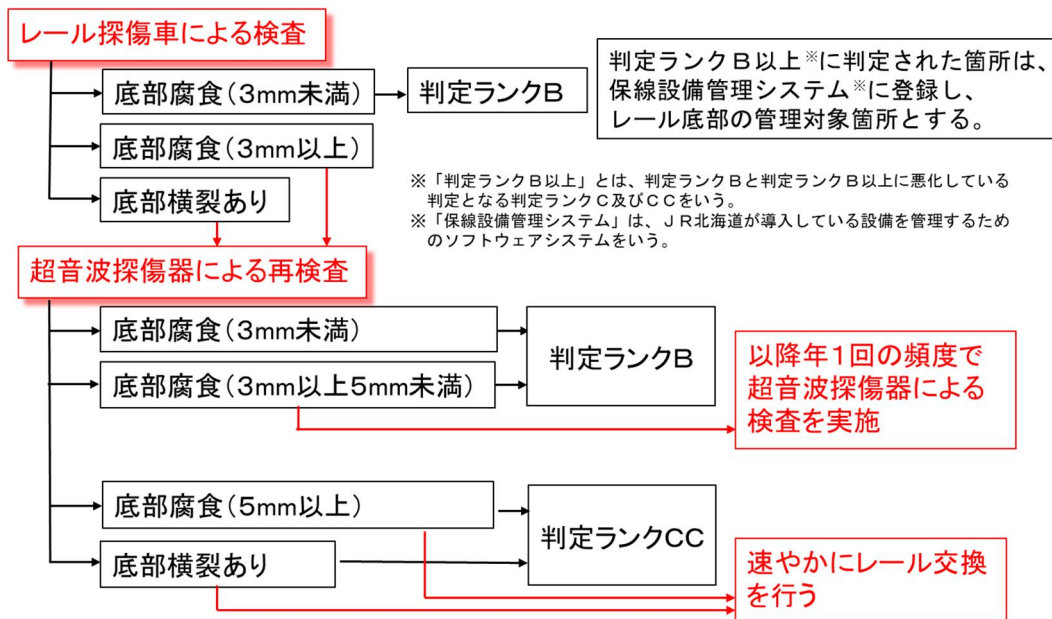 レール探傷車による検査
底部腐食(3mm未満)
判定ランクB
判定ランクB以上※に判定された箇所は、
保線設備管理システム※に登録し、
レール底部の管理対象箇所とする。
底部腐食(3mm以上)
底部横裂あり
※「判定ランクB以上」とは、判定ランクBと判定ランクB以上に悪化している
判定となる判定ランクC及びCCをいう。
※「保線設備管理システム」は、JR北海道が導入している設備を管理するため
のソフトウェアシステムをいう。
超音波探傷器による再検査
底部腐食(3mm未満)
底部腐食(3mm以上5mm未満)
判定ランクB
以降年1回の頻度で
超音波探傷器による
検査を実施
底部腐食(5mm以上)
底部横裂あり
判定ランクCC
速やかにレール交換
を行う